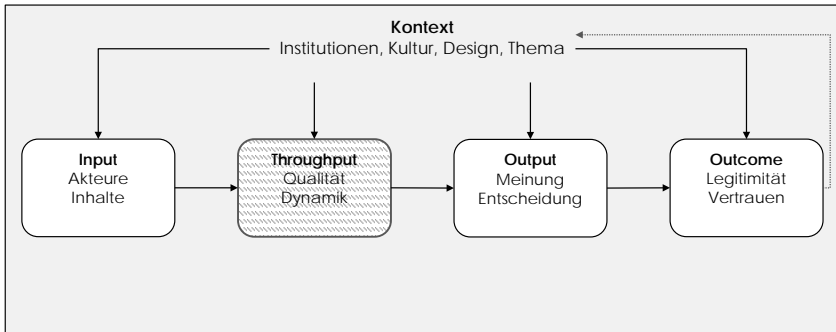 Kontext
Institutionen, Kultur, Design, Thema
Input
Akteure
Inhalte
Throughput
Qualität
Dynamik
Output
Meinung
Entscheidung
Outcome
Legitimität
Vertrauen